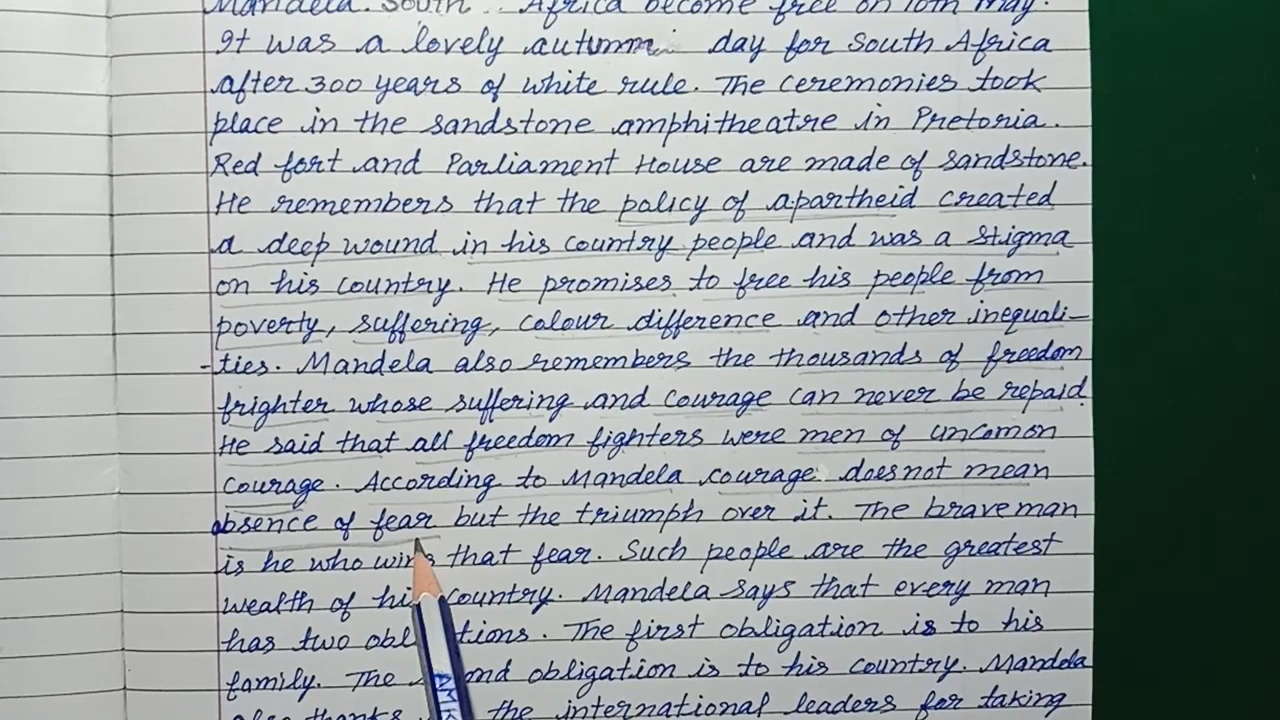 Mandela. South Africa become free on 10th May.
It was a lovely autumn day for South Africa
after 300 years of white rule. The ceremonies took
place in the sandstone amphitheatre in Pretoria.
Red fort and Parliament House are made of sandstone.
He remembers that the policy of apartheid created
a deep wound in his country people and was a stigma
on his country. He promises to free his people from
poverty, suffering, colour difference and other inequali-
-ties. Mandela also remembers the thousands of freedom
frighter whose suffering and courage can never be repaid.
He said that all freedom fighters were men of uncomon
courage. According to Mandela courage does not mean
absence of fear but the triumph over it. The brave man
is he who wins that fear. Such people are the greatest
wealth of his country. Mandela says that every man
has two obligations. The first obligation is to his
family. The second obligation is to his country. Mandela
also thanks the international leaders for taking